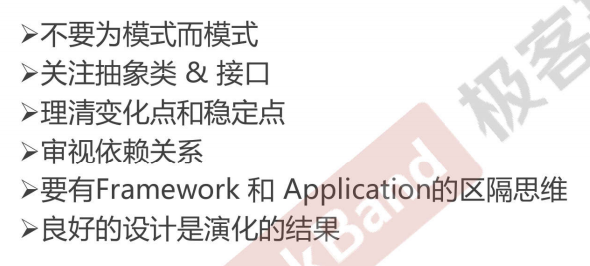 ➢不要为模式而模式
➢关注抽象类 & 接口
➢理清变化点和稳定点
➢审视依赖关系
➢要有Framework 和 Application的区隔思维
➢良好的设计是演化的结果
极客
kBand